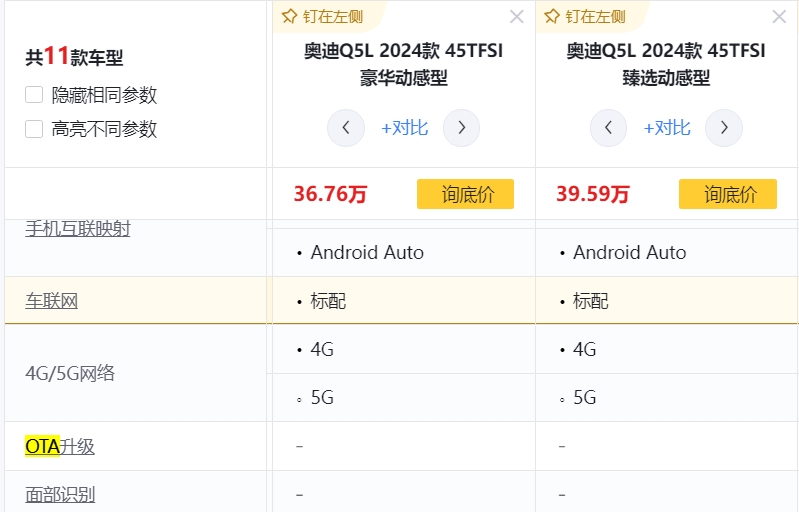 钉在左侧
钉在左侧
共11款车型
隐藏相同参数
高亮不同参数
奥迪Q5L 2024款 45TFSI
豪华动感型
+对比
奥迪Q5L 2024款 45TFSI
臻选动感型
+对比
36.76万 询底价 39.59万 询底价
手机互联映射
• Android Auto • Android Auto
车联网 • 标配 • 标配
4G/5G网络
• 4G • 4G
◦ 5G ◦ 5G
OTA升级 - -
面部识别 - -